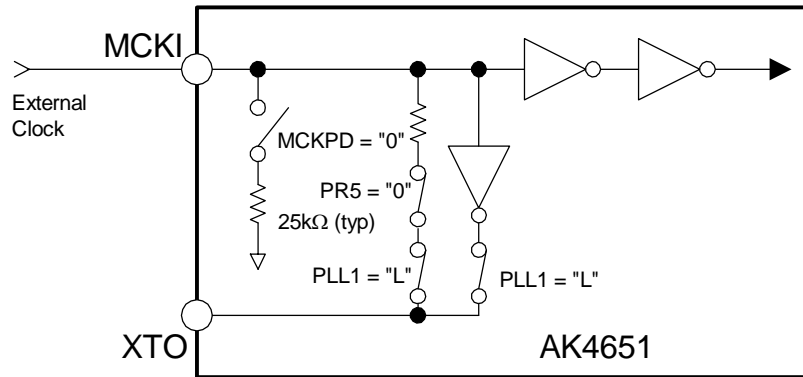 MCKI
External
Clock
MCKPD = "0"
PR5 = "0"
25kΩ (typ)
PLL1 = "L"
PLL1 = "L"
XTO
AK4651